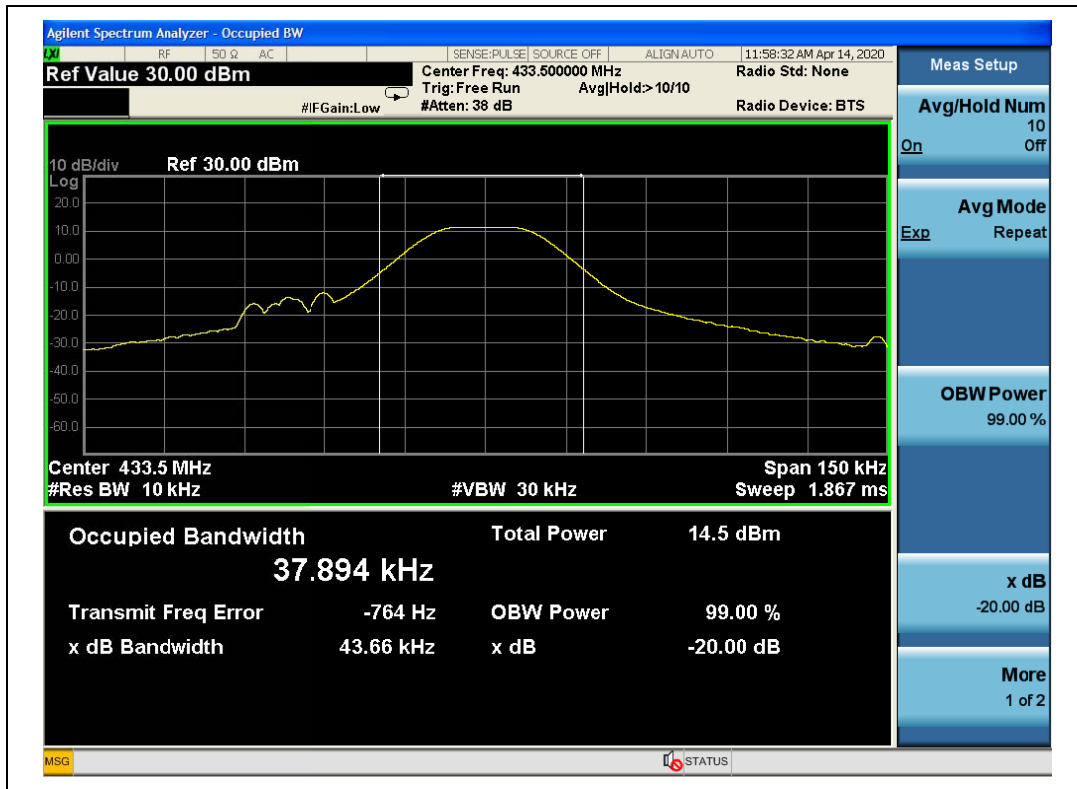 Agilent Spectrum Analyzer - Occupied BW
LXI RF 50 Ω AC SENSE:PULSE SOURCE OFF ALIGN AUTO 11:58:32 AM Apr 14, 2020
Ref Value 30.00 dBm Center Freq: 433.500000 MHz Radio Std: None
Trig: Free Run Avg|Hold:>10/10
#IFGain:Low #Atten: 38 dB Radio Device: BTS
10 dB/div Ref 30.00 dBm
Log
20.0
10.0
0.00
-10.0
-20.0
-30.0
-40.0
-50.0
-60.0
Center 433.5 MHz Span 150 kHz
#Res BW 10 kHz #VBW 30 kHz Sweep 1.867 ms
Occupied Bandwidth Total Power 14.5 dBm
37.894 kHz
Transmit Freq Error -764 Hz OBW Power 99.00 %
x dB Bandwidth 43.66 kHz x dB -20.00 dB
Meas Setup
Avg/Hold Num
10
On Off
Avg Mode
Exp Repeat
OBW Power
99.00 %
x dB
-20.00 dB
More
1 of 2
MSG STATUS